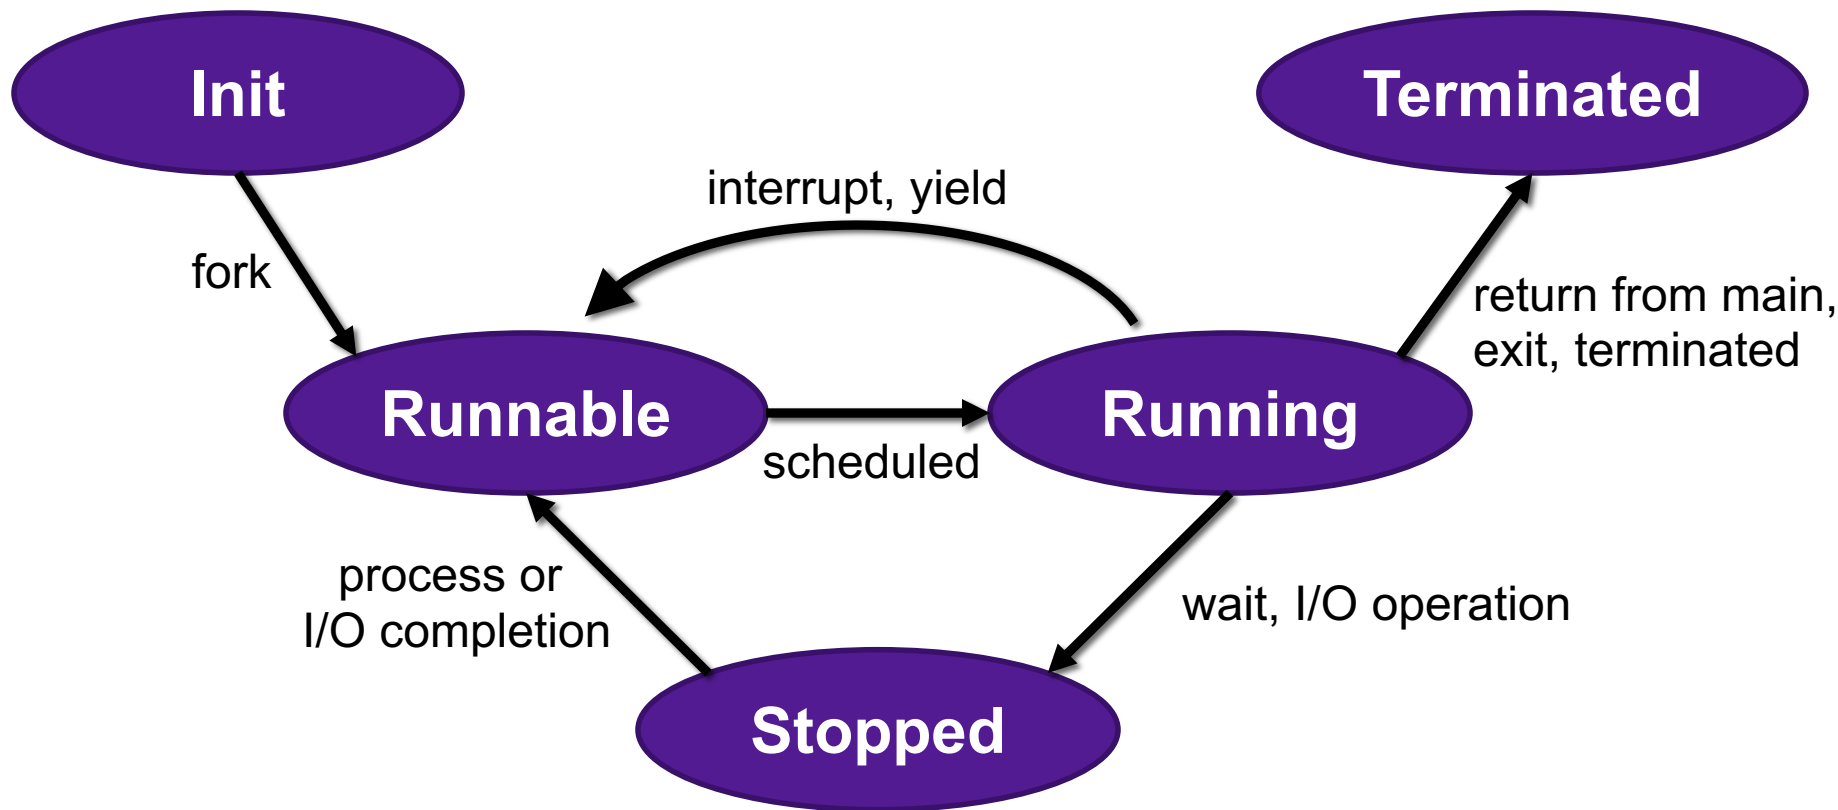 Init
Terminated
interrupt, yield
fork
return from main,
exit, terminated
Runnable
Running
scheduled
process or
I/O completion
wait, I/O operation
Stopped